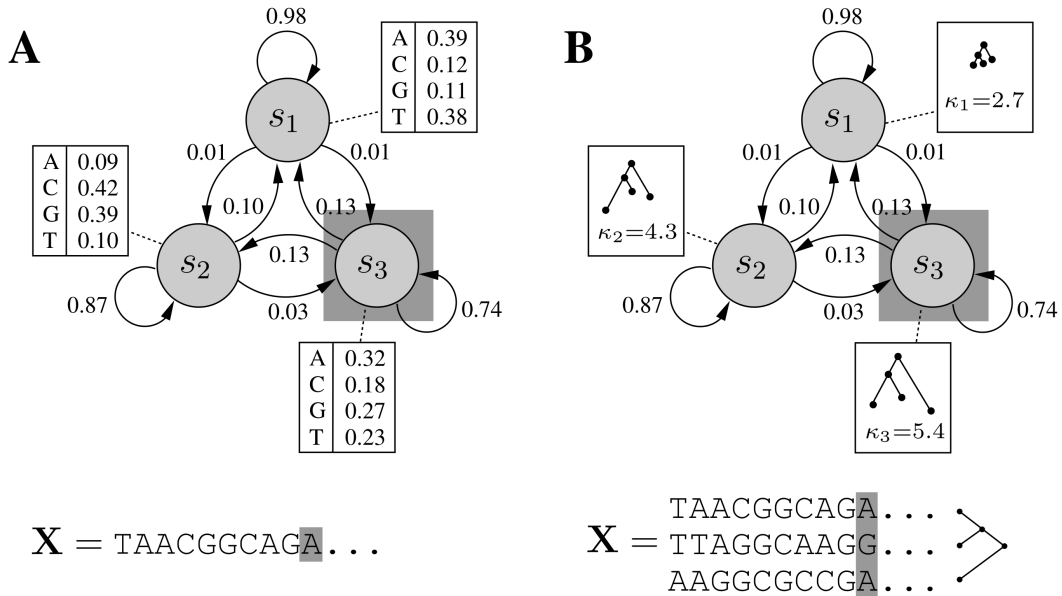 A
0.98
A 0.39
C 0.12
G 0.11
T 0.38
s1
0.01
0.01
A 0.09
C 0.42
G 0.39
T 0.10
0.10
0.13
s2
0.13
s3
0.87
0.03
0.74
A 0.32
C 0.18
G 0.27
T 0.23
X = TAACGGCAGA...
B
0.98
κ1=2.7
s1
0.01
0.01
κ2=4.3
0.10
0.13
s2
0.13
s3
0.87
0.03
0.74
κ3=5.4
TAACGGCAGA...
X = TTAGGCAAGG...
AAGGCGCCGA...